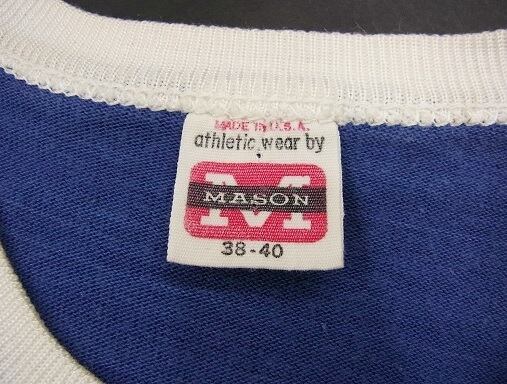 MADE IN U.S.A.
athletic wear by
M
MASON
38-40